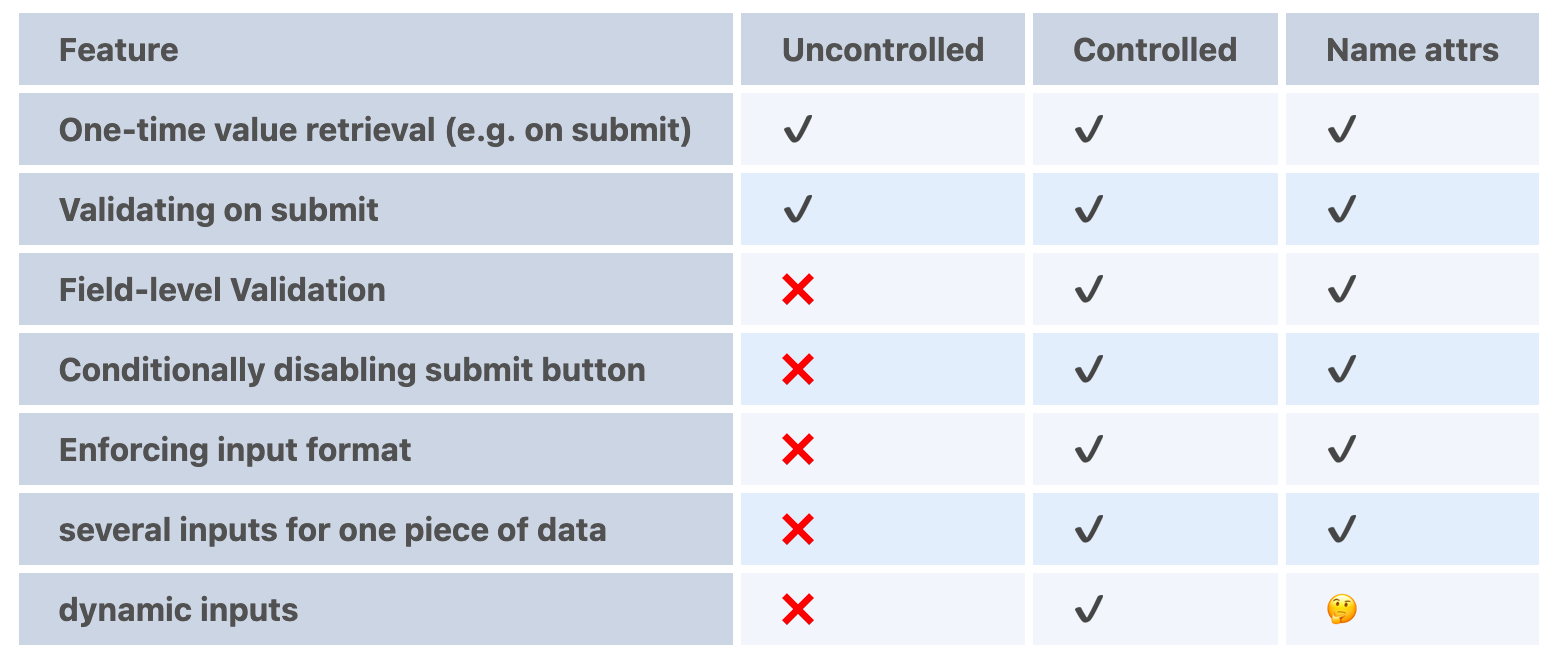 Feature Uncontrolled Controlled Name attrs
One-time value retrieval (e.g. on submit) ✔ ✔ ✔
Validating on submit ✔ ✔ ✔
Field-level Validation ❌ ✔ ✔
Conditionally disabling submit button ❌ ✔ ✔
Enforcing input format ❌ ✔ ✔
several inputs for one piece of data ❌ ✔ ✔
dynamic inputs ❌ ✔ 🤔